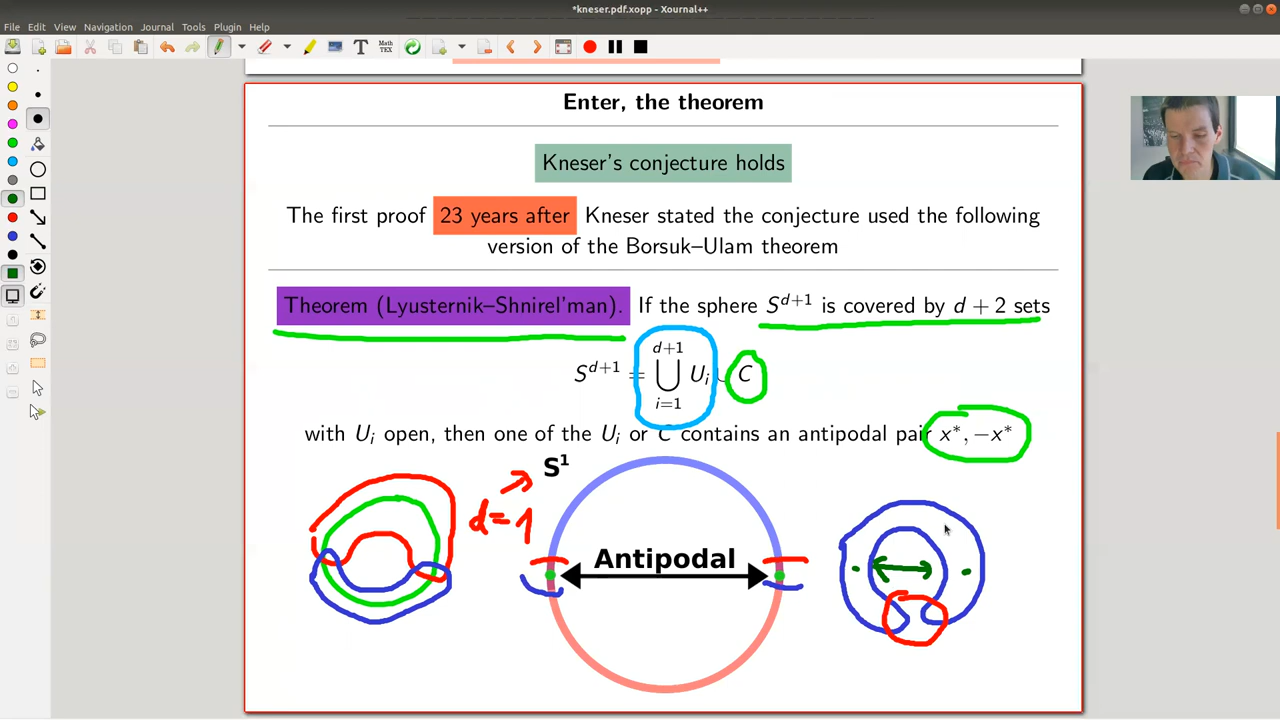 *kneser.pdf.xopp - Xournal++
File Edit View Navigation Journal Tools Plugin Help
T Math TEX
Enter, the theorem
Kneser's conjecture holds
The first proof 23 years after Kneser stated the conjecture used the following
version of the Borsuk–Ulam theorem
Theorem (Lyusternik–Shnirel'man). If the sphere S^{d+1} is covered by d + 2 sets
S^{d+1} = ⋃_{i=1}^{d+1} U_i ∪ C
with U_i open, then one of the U_i or C contains an antipodal pair x*, −x*
S¹
d=1
Antipodal